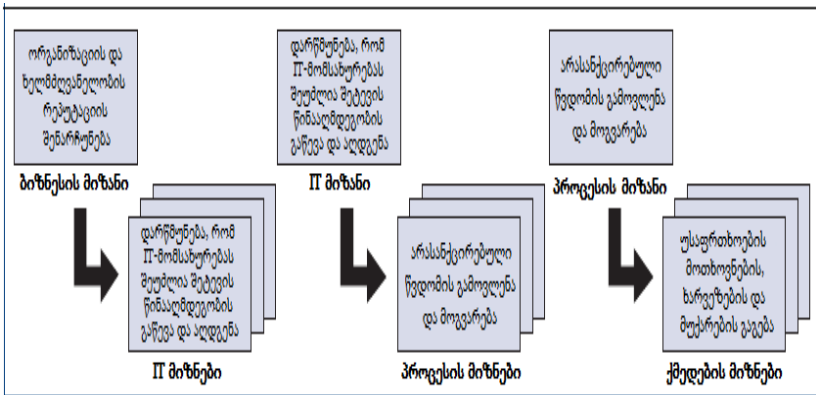 ორგანიზაციის და
ხელმძღვანელობის
რეპუტაციის
შენარჩუნება
ბიზნესის მიზანი
დარწმუნება, რომ
IT-მომსახურებას
შეუძლია შეტევის
წინააღმდეგობის
გაწევა და აღდგენა
IT მიზნები
დარწმუნება, რომ
IT-მომსახურებას
შეუძლია შეტევის
წინააღმდეგობის
გაწევა და აღდგენა
IT მიზანი
არასანქცირებული
წვდომის გამოვლენა
და მოგვარება
პროცესის მიზნები
არასანქცირებული
წვდომის გამოვლენა
და მოგვარება
პროცესის მიზანი
უსაფრთხოების
მოთხოვნების,
ხარვეზების და
მუქარების გაგება
ქმედების მიზნები